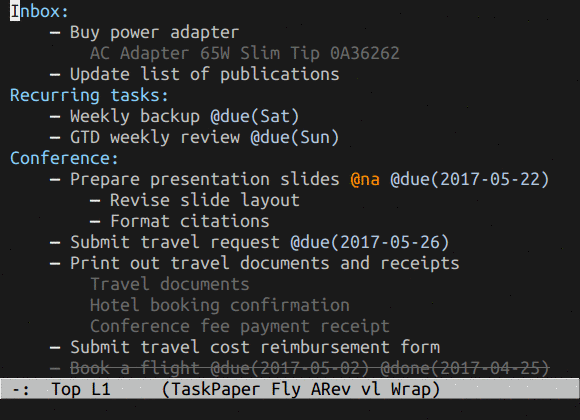 Inbox:
– Buy power adapter
AC Adapter 65W Slim Tip 0A36262
– Update list of publications
Recurring tasks:
– Weekly backup @due(Sat)
– GTD weekly review @due(Sun)
Conference:
– Prepare presentation slides @na @due(2017-05-22)
– Revise slide layout
– Format citations
– Submit travel request @due(2017-05-26)
– Print out travel documents and receipts
Travel documents
Hotel booking confirmation
Conference fee payment receipt
– Submit travel cost reimbursement form
– Book a flight @due(2017-05-02) @done(2017-04-25)
-: Top L1 (TaskPaper Fly ARev vl Wrap)